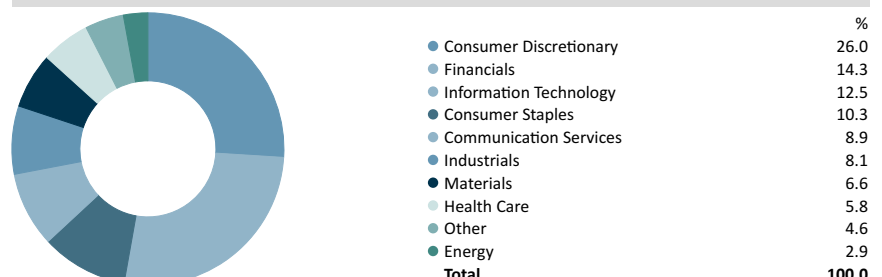 %
Consumer Discretionary 26.0
Financials 14.3
Information Technology 12.5
Consumer Staples 10.3
Communication Services 8.9
Industrials 8.1
Materials 6.6
Health Care 5.8
Other 4.6
Energy 2.9
Total 100.0